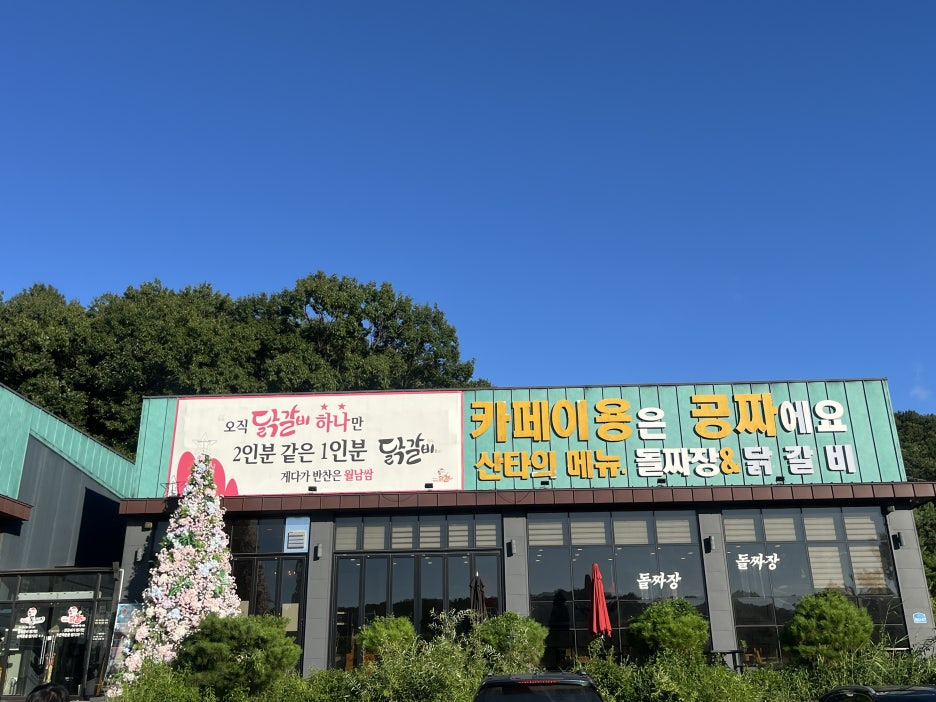 오직 닭갈비 하나만
2인분 같은 1인분 닭갈비
게다가 반찬은 월남쌈
카페이용은 공짜에요
산타의 메뉴. 돌짜장&닭갈비
돌짜장
돌짜장